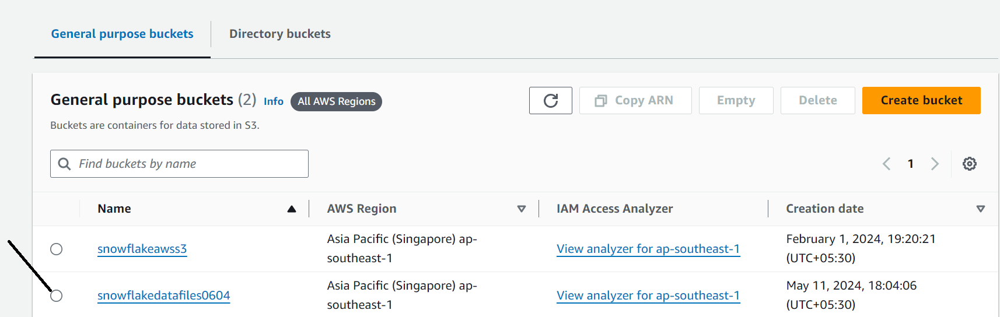 General purpose buckets
Directory buckets
General purpose buckets (2) Info All AWS Regions
Copy ARN
Empty
Delete
Create bucket
Buckets are containers for data stored in S3.
Find buckets by name
1
Name
AWS Region
IAM Access Analyzer
Creation date
snowflakeawss3
Asia Pacific (Singapore) ap-
southeast-1
View analyzer for ap-southeast-1
February 1, 2024, 19:20:21
(UTC+05:30)
snowflakedatafiles0604
Asia Pacific (Singapore) ap-
southeast-1
View analyzer for ap-southeast-1
May 11, 2024, 18:04:06
(UTC+05:30)